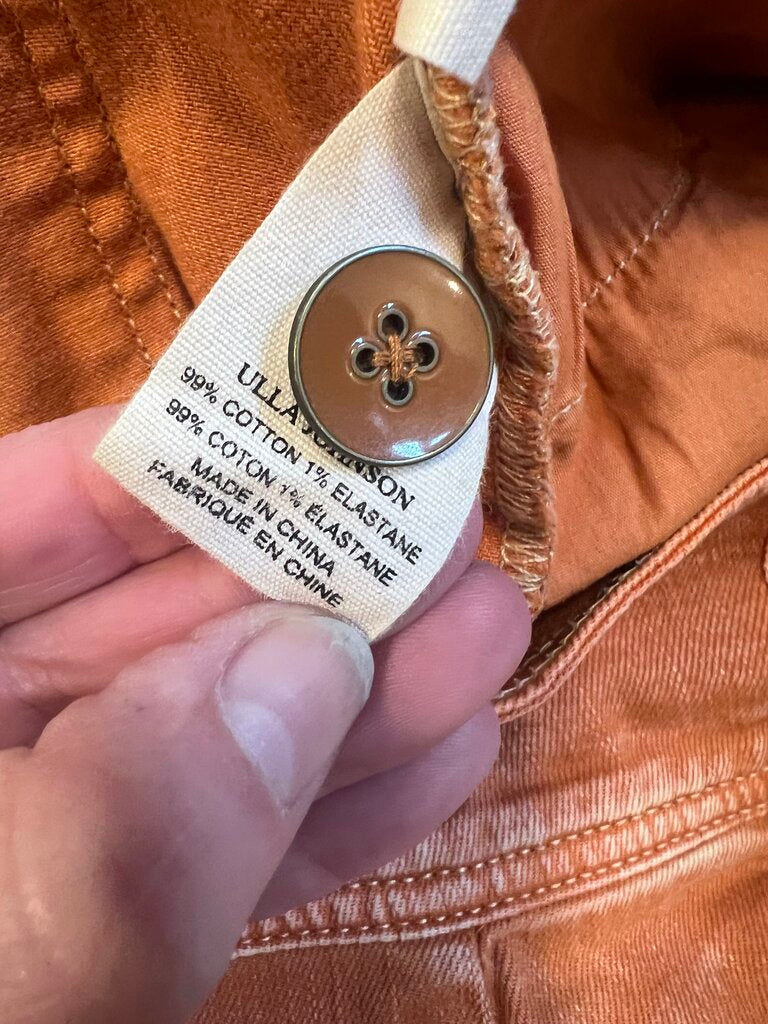 ULLA JOHNSON
99% COTTON 1% ELASTANE
99% COTON 1% ÉLASTANE
MADE IN CHINA
FABRIQUÉ EN CHINE